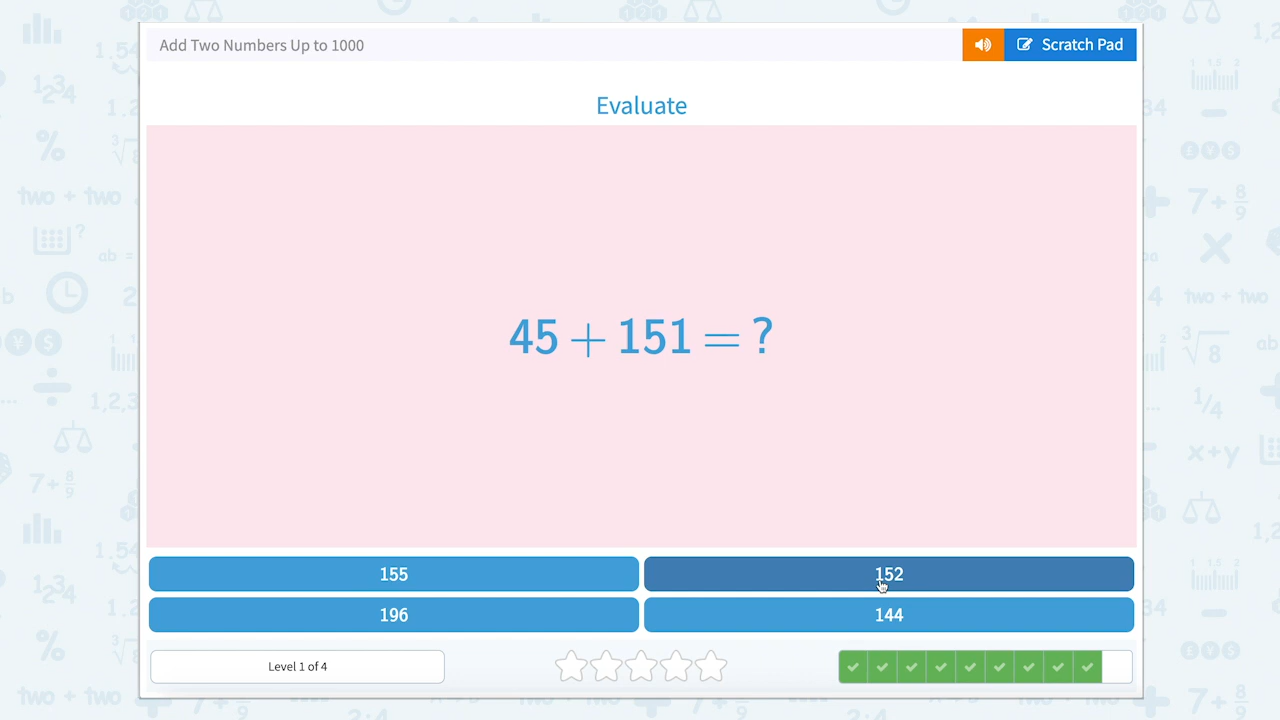 Add Two Numbers Up to 1000
Scratch Pad
Evaluate
45 + 151 = ?
155
152
196
144
Level 1 of 4